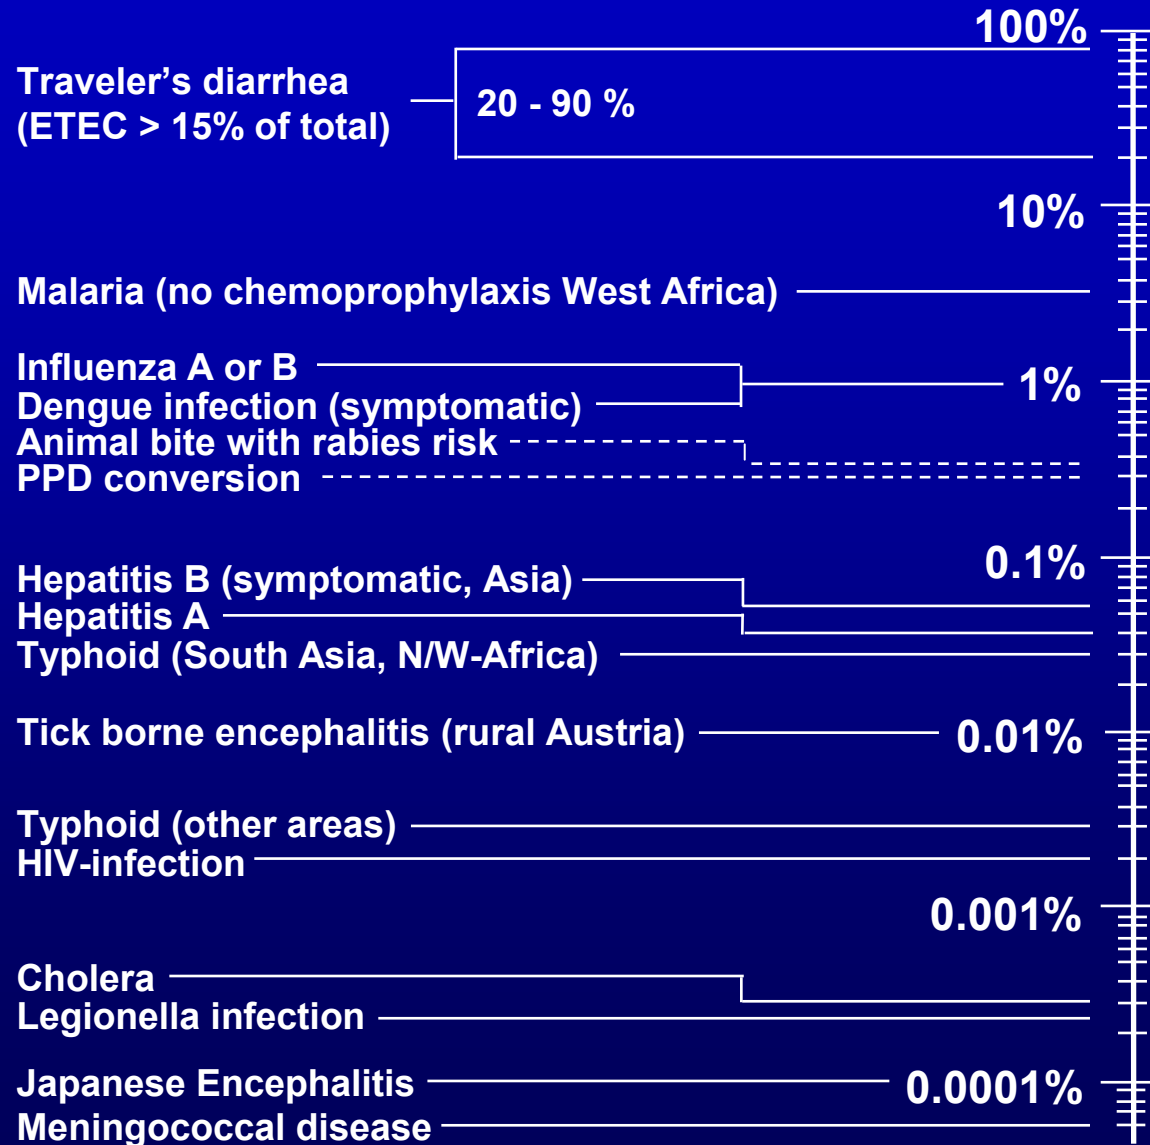 100%
Traveler’s diarrhea
(ETEC > 15% of total)
20 - 90 %
10%
Malaria (no chemoprophylaxis West Africa)
Influenza A or B
1%
Dengue infection (symptomatic)
Animal bite with rabies risk
PPD conversion
0.1%
Hepatitis B (symptomatic, Asia)
Hepatitis A
Typhoid (South Asia, N/W-Africa)
Tick borne encephalitis (rural Austria)
0.01%
Typhoid (other areas)
HIV-infection
0.001%
Cholera
Legionella infection
Japanese Encephalitis
0.0001%
Meningococcal disease